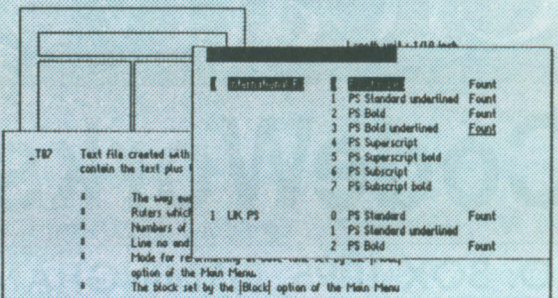 Length unit : 1/10 inch
Fount
1 PS Standard underlined Fount
2 PS Bold Fount
3 PS Bold underlined Fount
4 PS Superscript
5 PS Superscript bold
6 PS Subscript
7 PS Subscript bold
1 UK PS 0 PS Standard Fount
1 PS Standard underlined
2 PS Bold Fount
_T87 Text file created with
contain the text plus
The way
Rulers which
Numbers of
Line no and
Mode for
option of the Main Menu.
The block set by the |Block| option of the Main Menu